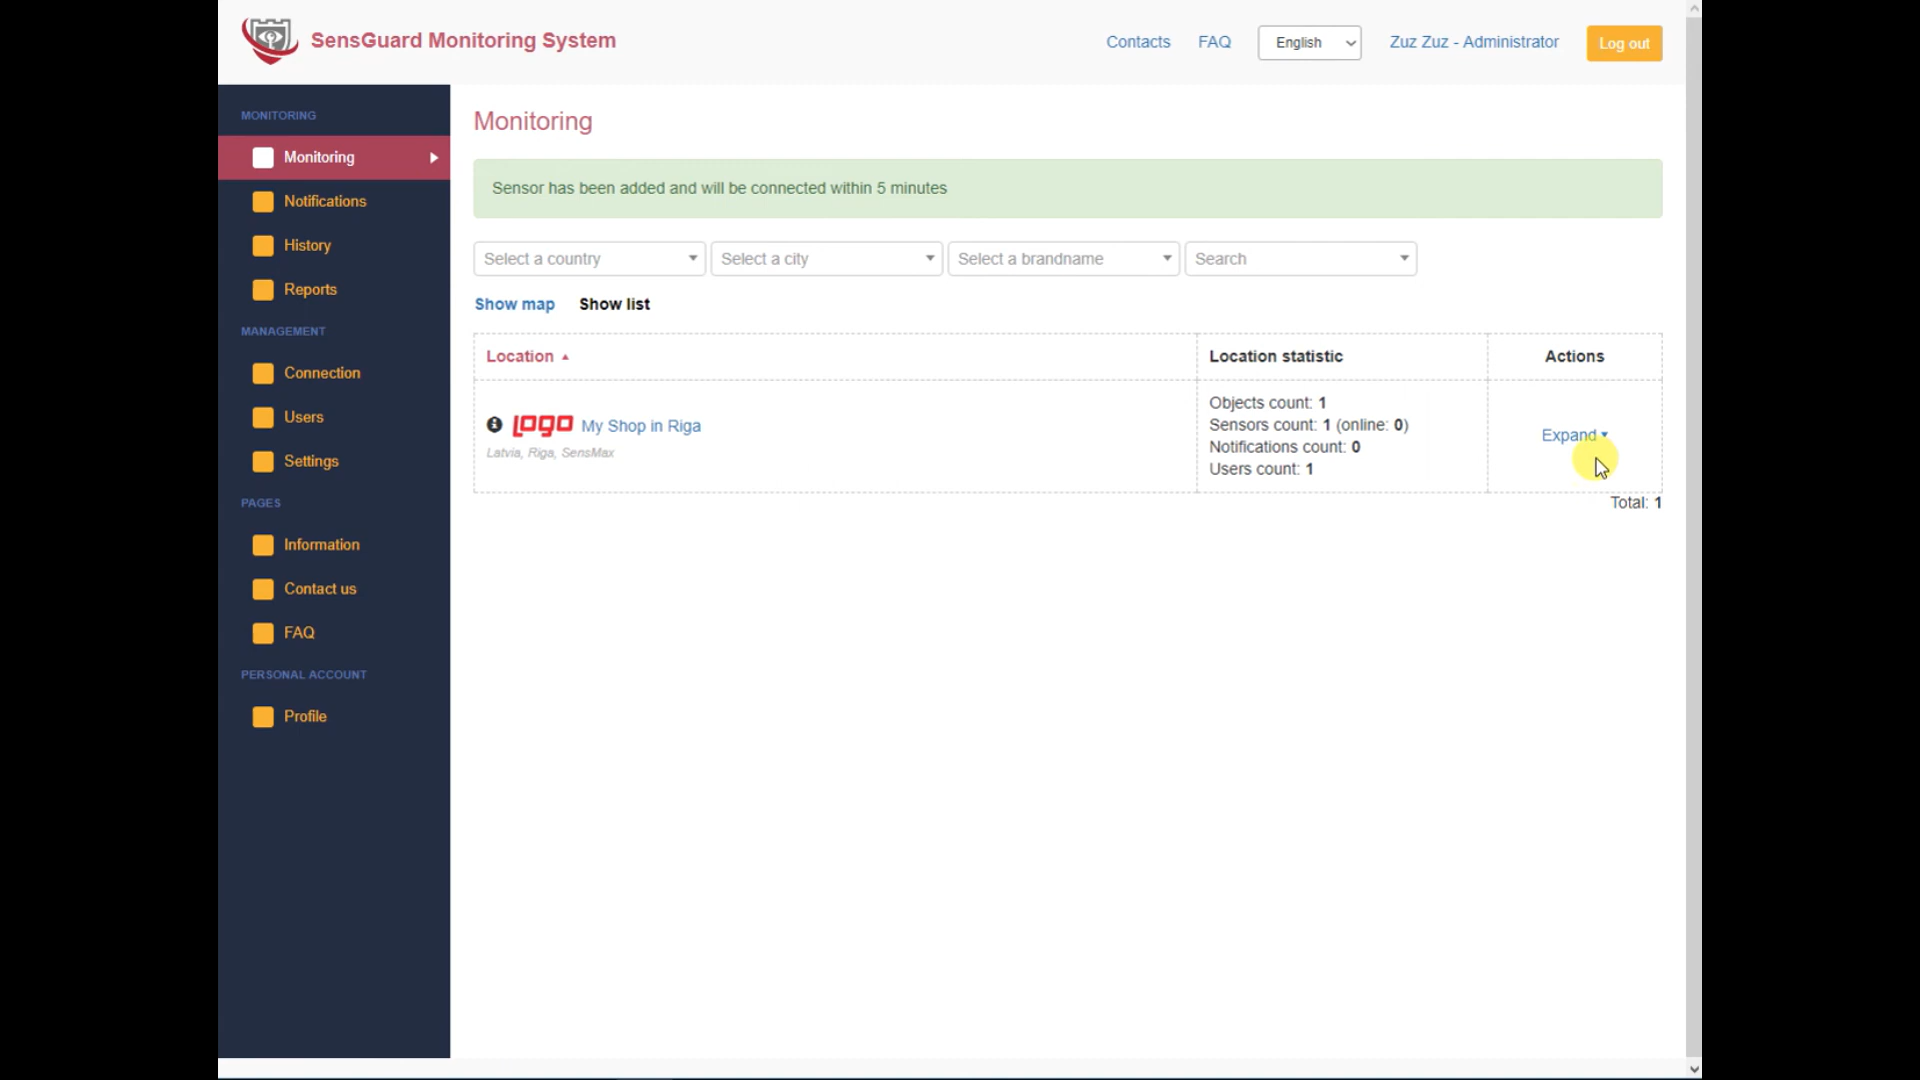 SensGuard Monitoring System
Contacts FAQ English Zuz Zuz - Administrator Log out
MONITORING
Monitoring
Notifications
History
Reports
MANAGEMENT
Connection
Users
Settings
PAGES
Information
Contact us
FAQ
PERSONAL ACCOUNT
Profile
Monitoring
Sensor has been added and will be connected within 5 minutes
Select a country Select a city Select a brandname Search
Show map Show list
Location Location statistic Actions
LOGO My Shop in Riga
Latvia, Riga, SensMax
Objects count: 1
Sensors count: 1 (online: 0)
Notifications count: 0
Users count: 1
Expand
Total: 1